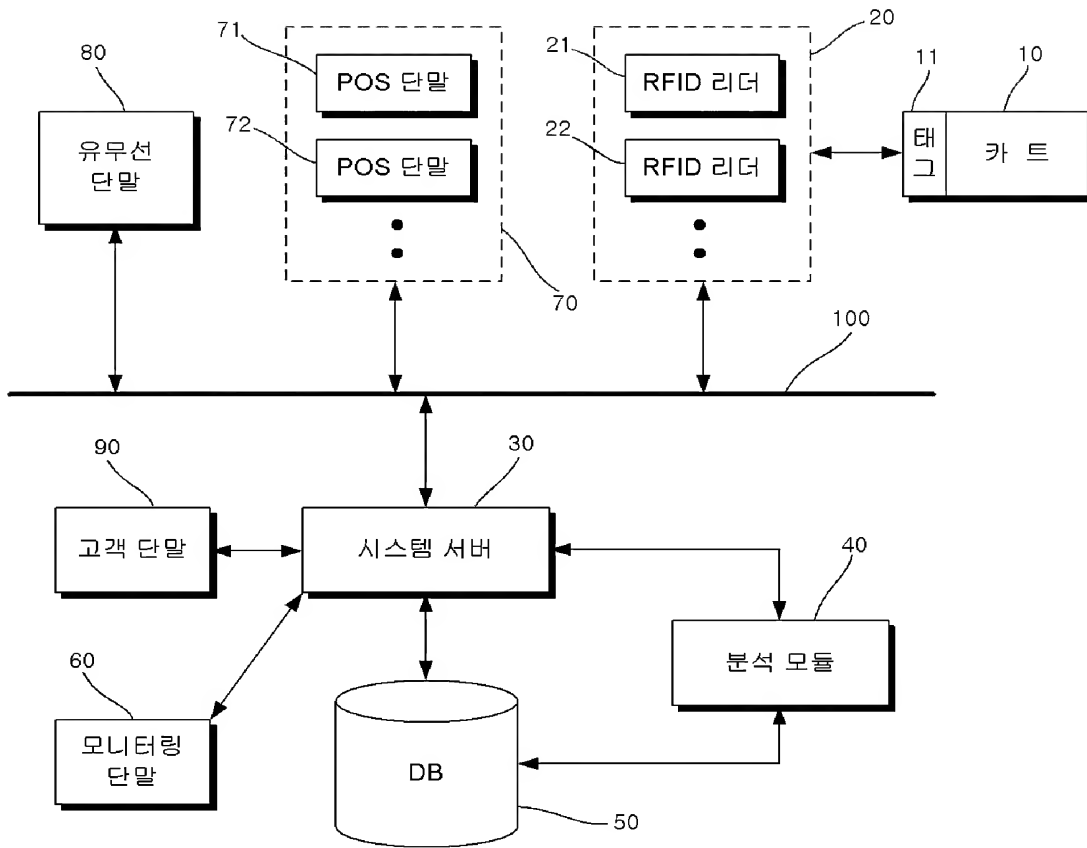 80
유무선
단말
71
POS 단말
72
POS 단말
70
20
21
RFID 리더
22
RFID 리더
11
10
태그
카 트
100
90
고객 단말
30
시스템 서버
40
분석 모듈
60
모니터링
단말
DB
50